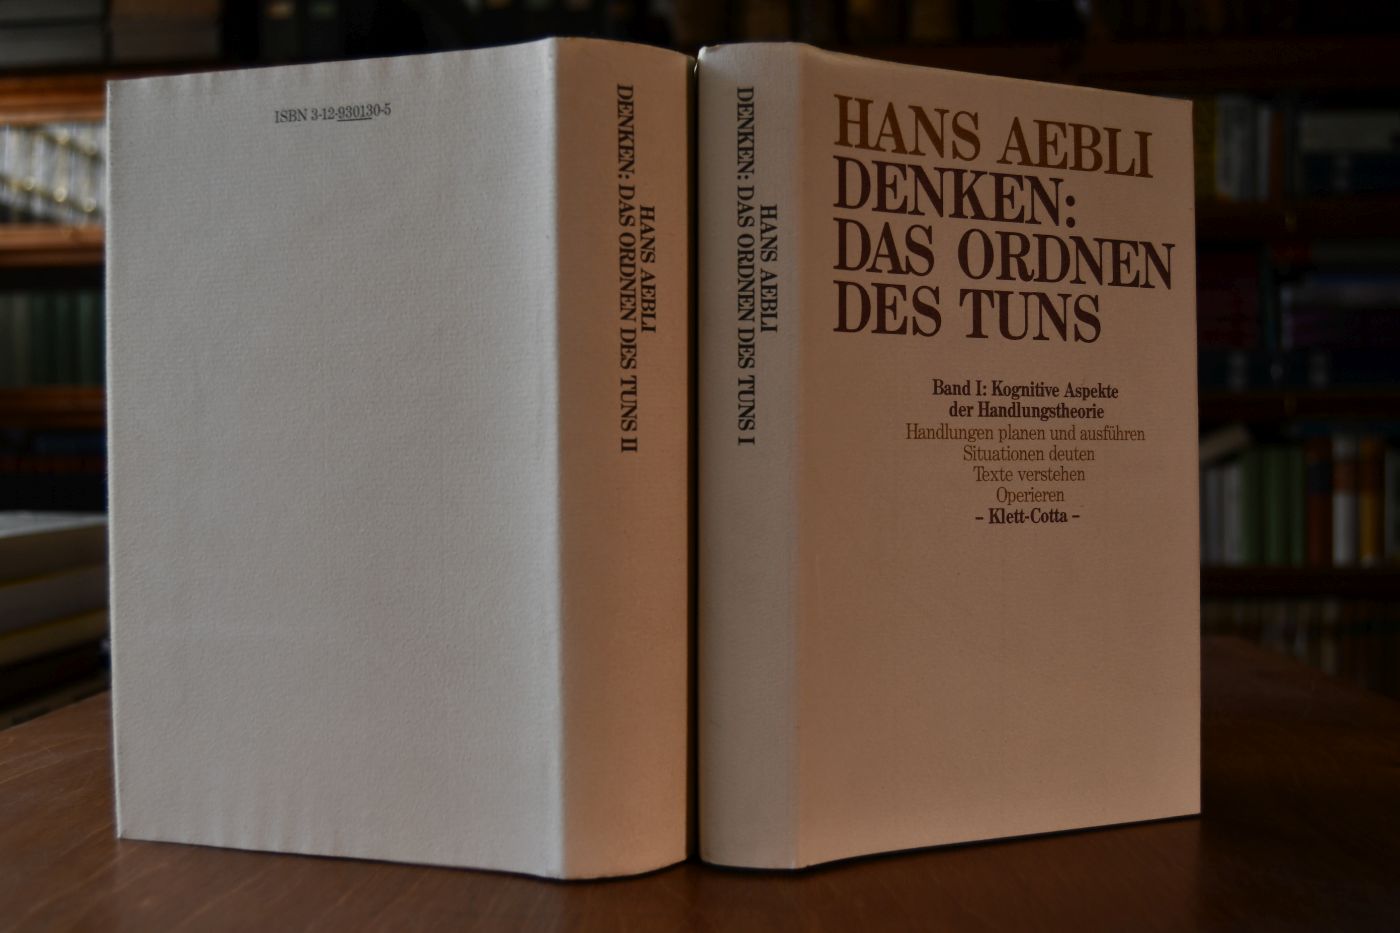 ISBN 3-12-930130-5
HANS AEBLI
DENKEN: DAS ORDNEN DES TUNS II
HANS AEBLI
DENKEN: DAS ORDNEN DES TUNS I
HANS AEBLI
DENKEN:
DAS ORDNEN
DES TUNS
Band I: Kognitive Aspekte
der Handlungstheorie
Handlungen planen und ausführen
Situationen deuten
Texte verstehen
Operieren
– Klett-Cotta –